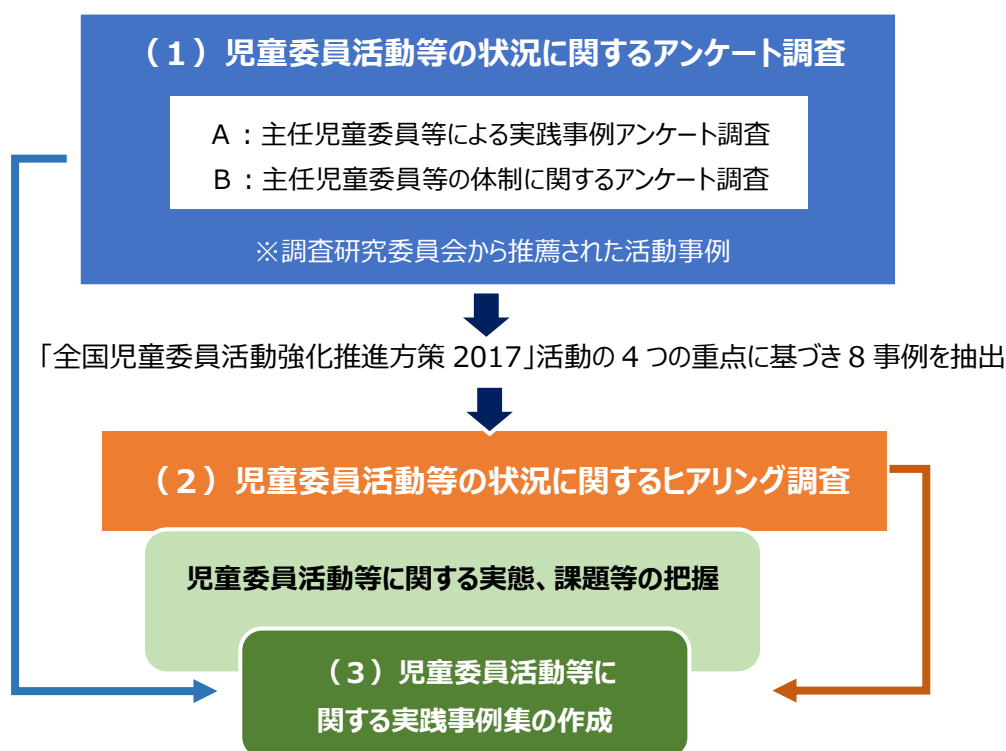 （１）児童委員活動等の状況に関するアンケート調査
Ａ：主任児童委員等による実践事例アンケート調査
Ｂ：主任児童委員等の体制に関するアンケート調査
※調査研究委員会から推薦された活動事例
「全国児童委員活動強化推進方策 2017」活動の４つの重点に基づき８事例を抽出
（２）児童委員活動等の状況に関するヒアリング調査
児童委員活動等に関する実態、課題等の把握
（３）児童委員活動等に
関する実践事例集の作成